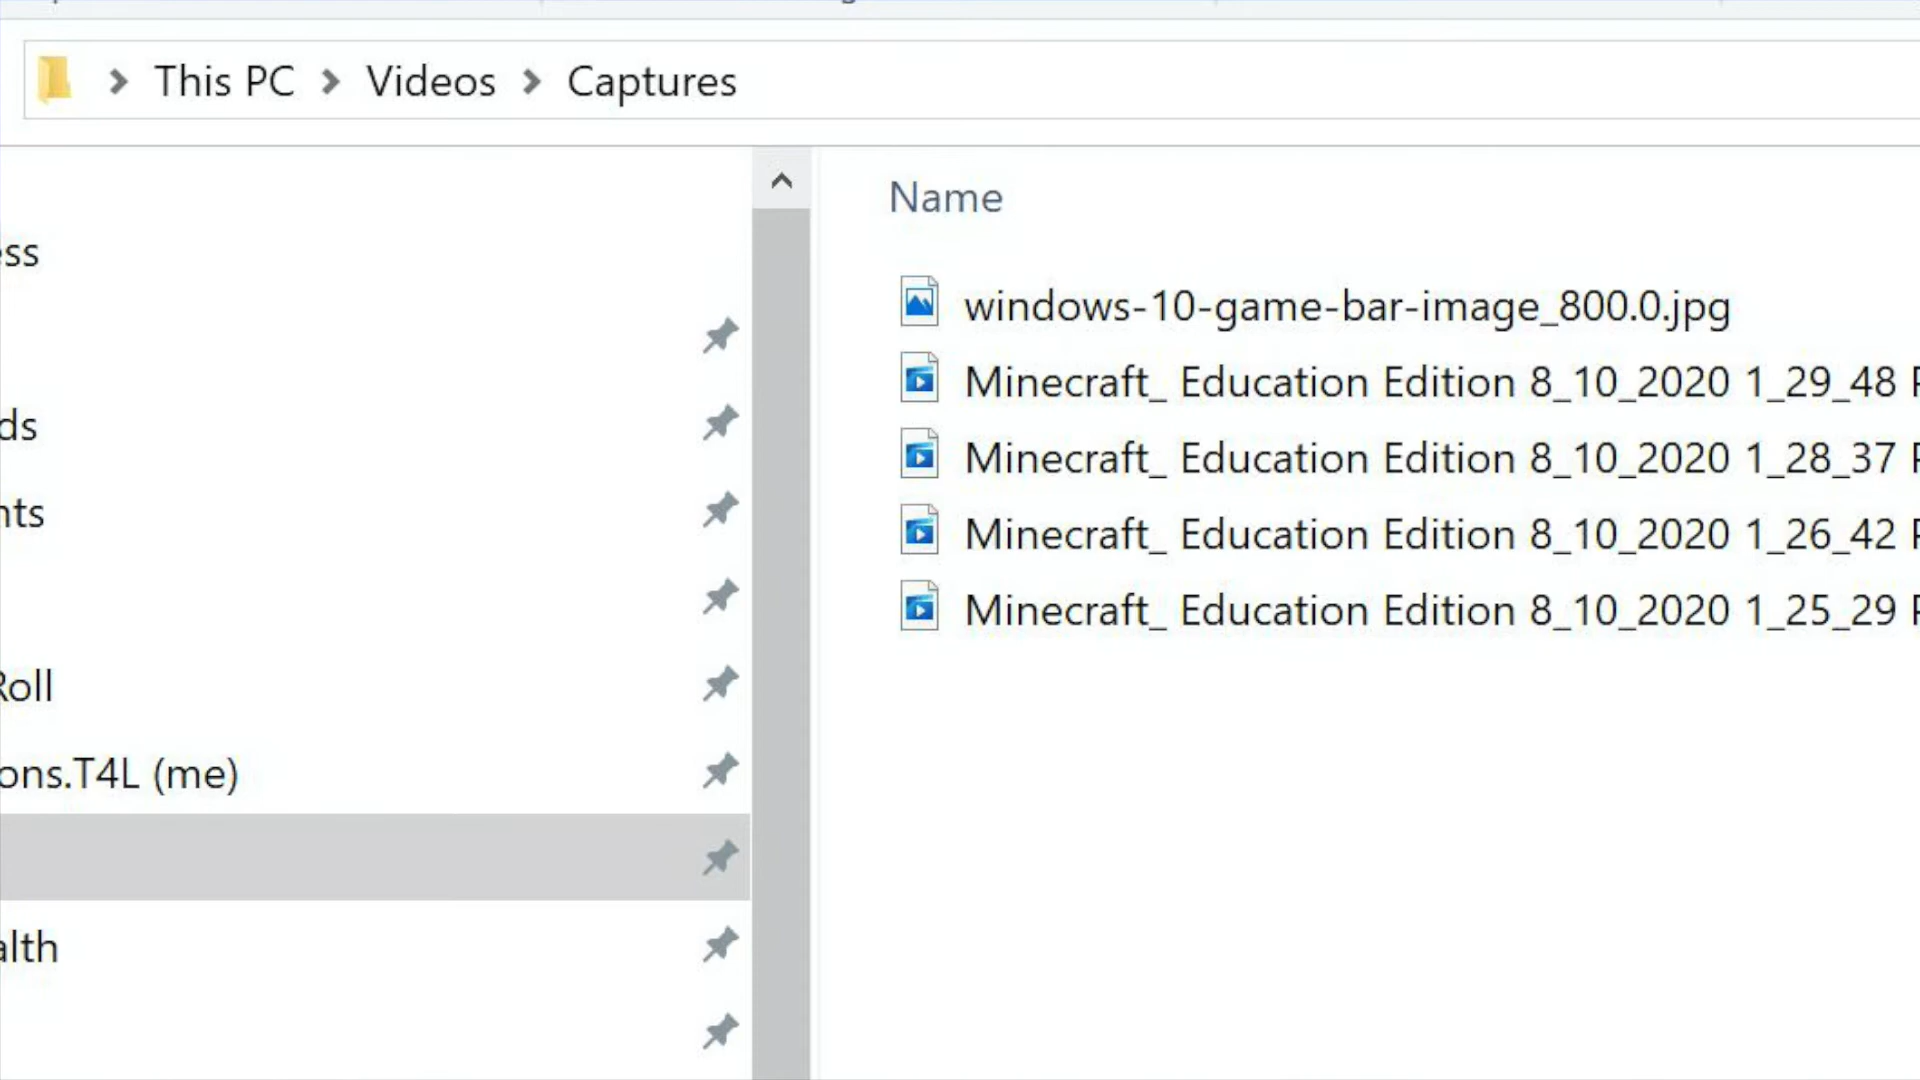 This PC > Videos > Captures
Name
windows-10-game-bar-image_800.0.jpg
Minecraft_ Education Edition 8_10_2020 1_29_48
Minecraft_ Education Edition 8_10_2020 1_28_37
Minecraft_ Education Edition 8_10_2020 1_26_42
Minecraft_ Education Edition 8_10_2020 1_25_29
ess
ds
nts
Roll
ons.T4L (me)
alth